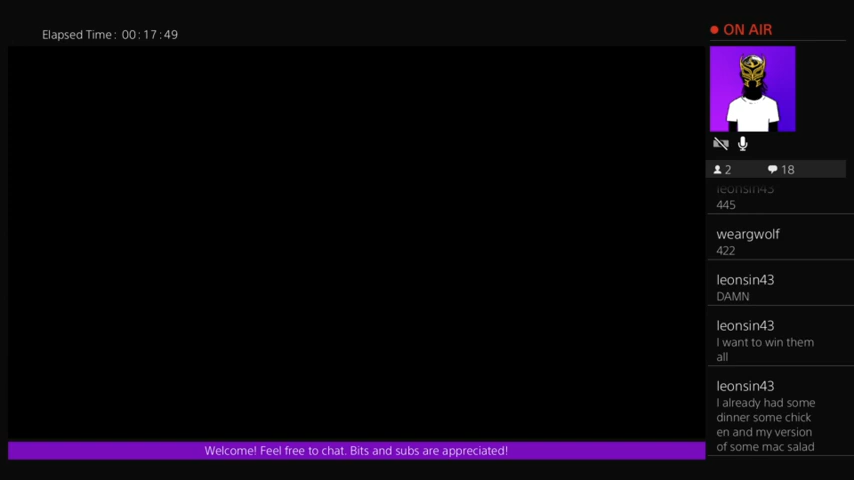 Elapsed Time: 00:17:49
ON AIR
2 18
leonsin43
445
weargwolf
422
leonsin43
DAMN
leonsin43
I want to win them
all
leonsin43
I already had some
dinner some chick
en and my version
of some mac salad
Welcome! Feel free to chat. Bits and subs are appreciated!